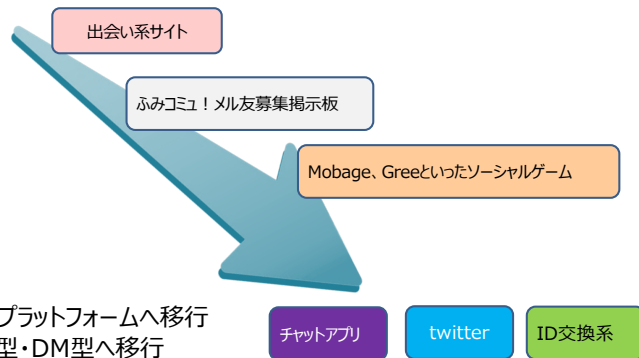 出会い系サイト
ふみコミュ！メル友募集掲示板
Mobage、Greeといったソーシャルゲーム
プラットフォームへ移行
型・DM型へ移行
チャットアプリ
twitter
ID交換系